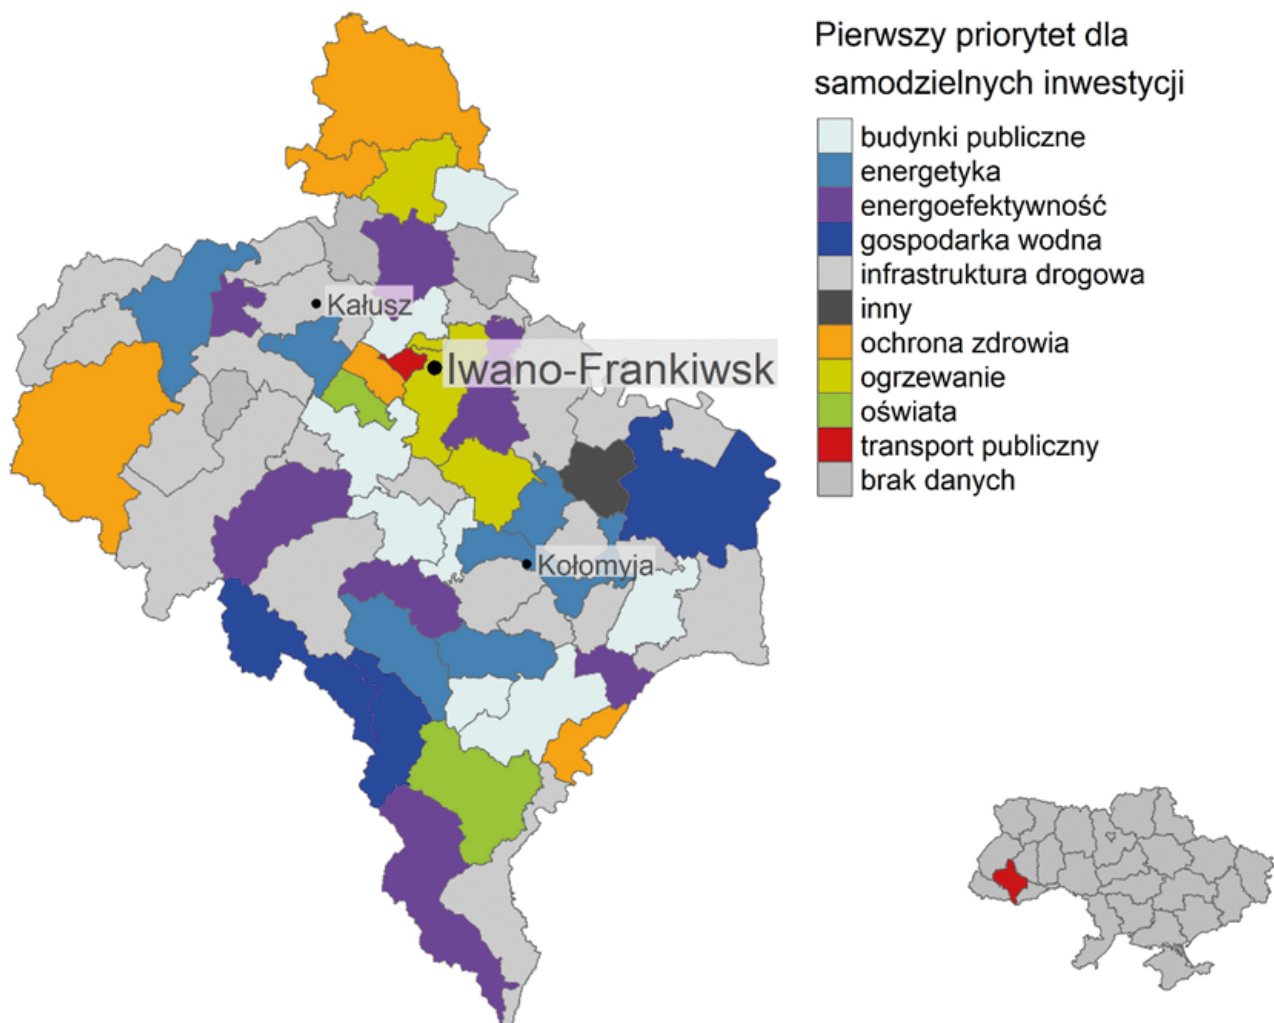 Pierwszy priorytet dla
samodzielnych inwestycji
budynki publiczne
energetyka
energoefektywność
gospodarka wodna
infrastruktura drogowa
inny
ochrona zdrowia
ogrzewanie
oświata
transport publiczny
brak danych
Kałusz
Iwano-Frankiwsk
Kołomyja